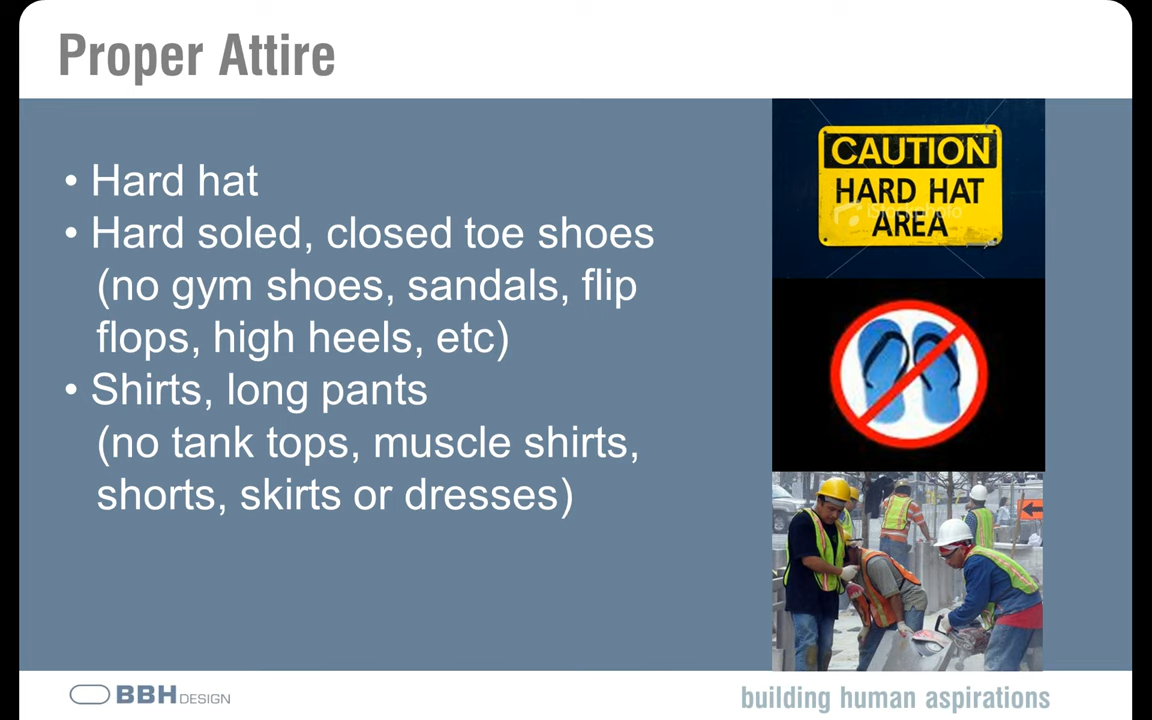 Proper Attire
• Hard hat
• Hard soled, closed toe shoes
(no gym shoes, sandals, flip
flops, high heels, etc)
• Shirts, long pants
(no tank tops, muscle shirts,
shorts, skirts or dresses)
CAUTION
HARD HAT
AREA
iStockphoto
BBH DESIGN
building human aspirations